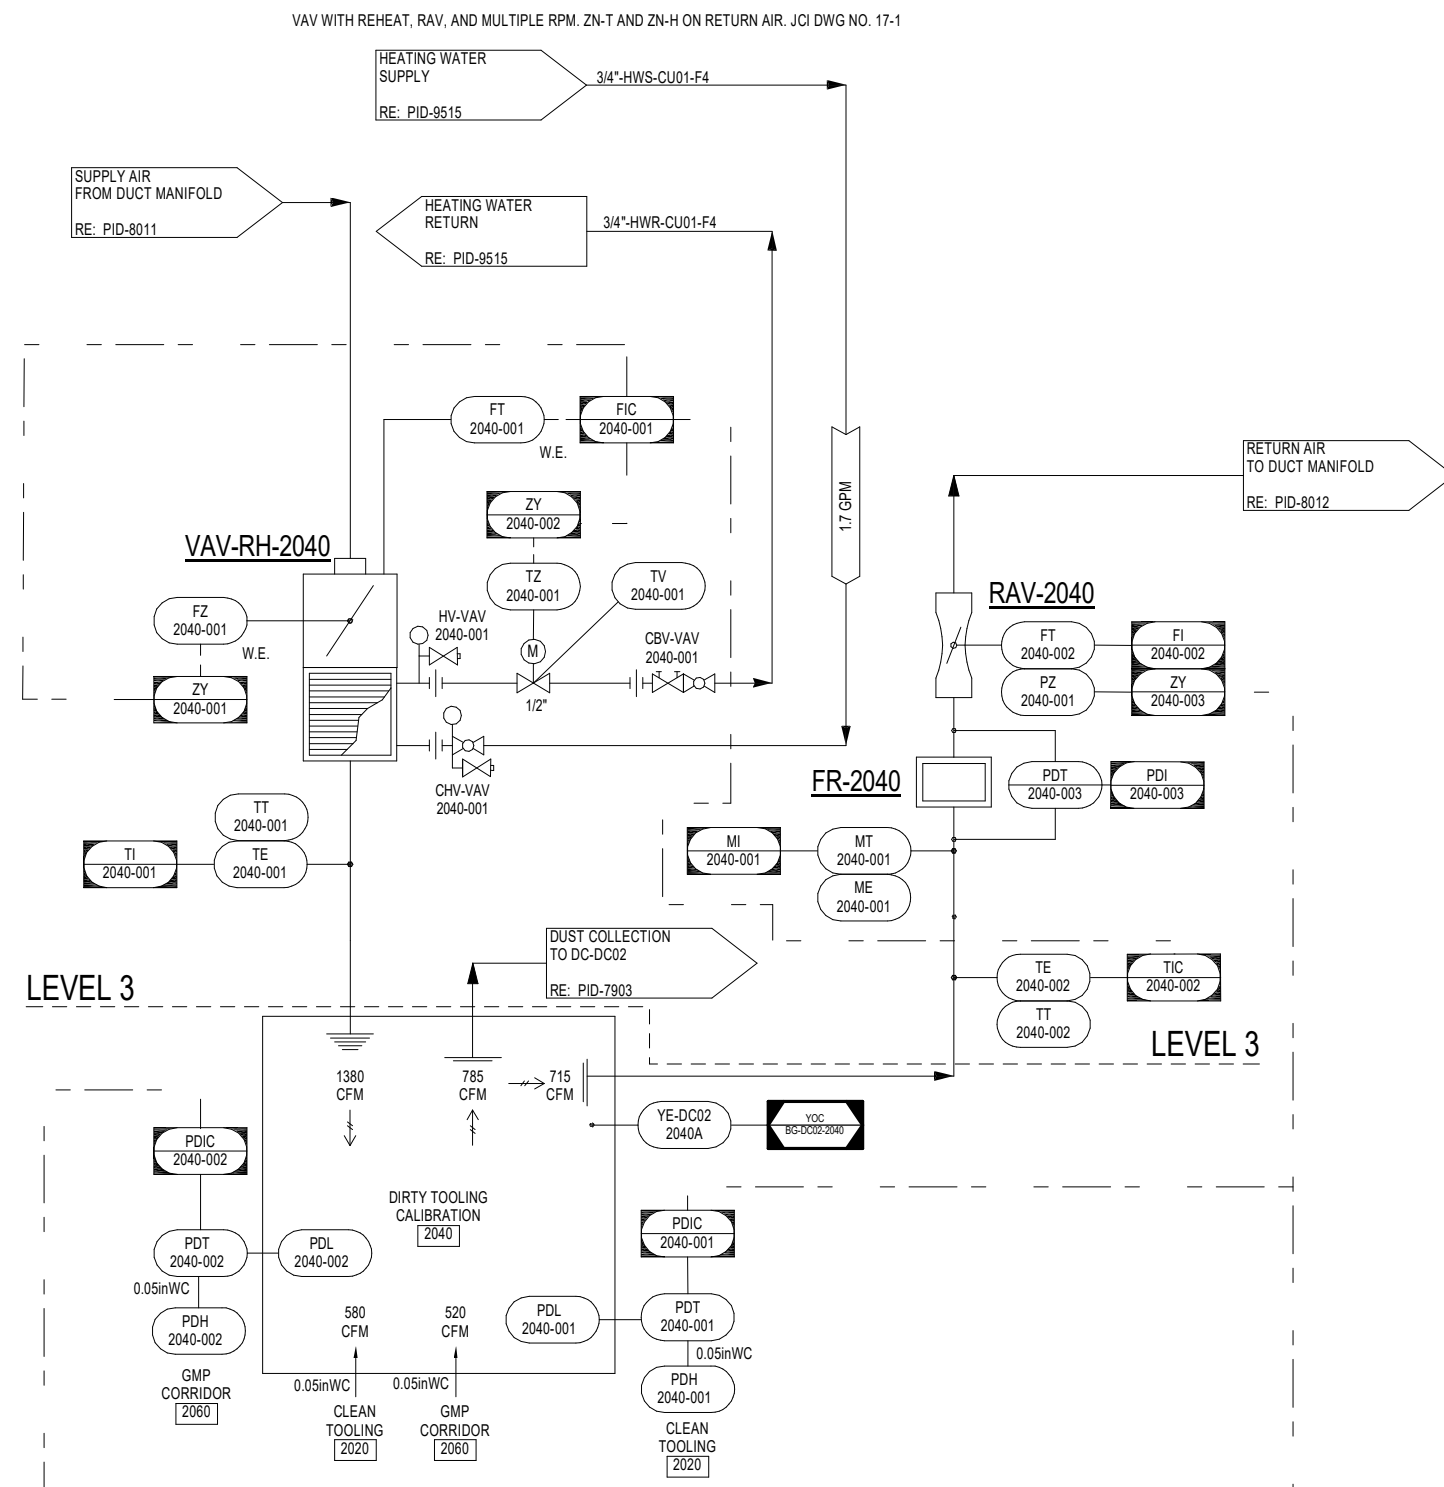 VAV WITH REHEAT, RAV, AND MULTIPLE RPM. ZN-T AND ZN-H ON RETURN AIR. JCI DWG NO. 17-1
HEATING WATER
SUPPLY
RE: PID-9515
3/4"-HWS-CU01-F4
SUPPLY AIR
FROM DUCT MANIFOLD
RE: PID-8011
HEATING WATER
RETURN
RE: PID-9515
3/4"-HWR-CU01-F4
FT
2040-001
W.E.
FIC
2040-001
RETURN AIR
TO DUCT MANIFOLD
RE: PID-8012
1.7 GPM
ZY
2040-002
VAV-RH-2040
TZ
2040-001
TV
2040-001
RAV-2040
FZ
2040-001
W.E.
HV-VAV
2040-001
M
CBV-VAV
2040-001
FT
2040-002
FI
2040-002
ZY
2040-001
1/2"
PZ
2040-001
ZY
2040-003
CHV-VAV
2040-001
FR-2040
PDT
2040-003
PDI
2040-003
TT
2040-001
TI
2040-001
TE
2040-001
MI
2040-001
MT
2040-001
ME
2040-001
DUST COLLECTION
TO DC-DC02
RE: PID-7903
TE
2040-002
TIC
2040-002
TT
2040-002
LEVEL 3
LEVEL 3
1380
CFM
785
CFM
715
CFM
YE-DC02
2040A
YOC
BG-DC02-2040
PDIC
2040-002
DIRTY TOOLING
CALIBRATION
2040
PDIC
2040-001
PDT
2040-002
PDL
2040-002
0.05inWC
PDH
2040-002
580
CFM
520
CFM
PDL
2040-001
PDT
2040-001
0.05inWC
PDH
2040-001
GMP
CORRIDOR
2060
0.05inWC
0.05inWC
CLEAN
TOOLING
2020
GMP
CORRIDOR
2060
CLEAN
TOOLING
2020